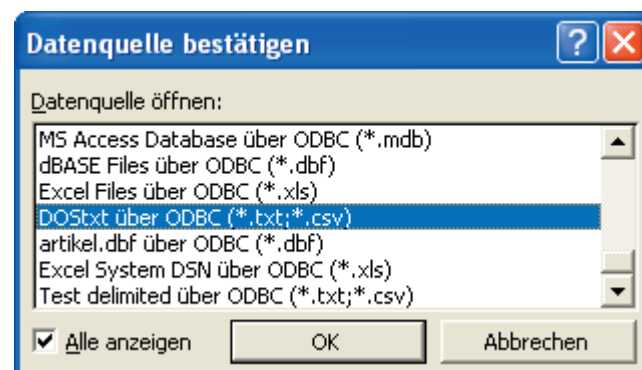 Datenquelle bestätigen
Datenquelle öffnen:
MS Access Database über ODBC (*.mdb)
dBASE Files über ODBC (*.dbf)
Excel Files über ODBC (*.xls)
DOStxt über ODBC (*.txt;*.csv)
artikel.dbf über ODBC (*.dbf)
Excel System DSN über ODBC (*.xls)
Test delimited über ODBC (*.txt;*.csv)
Alle anzeigen OK Abbrechen